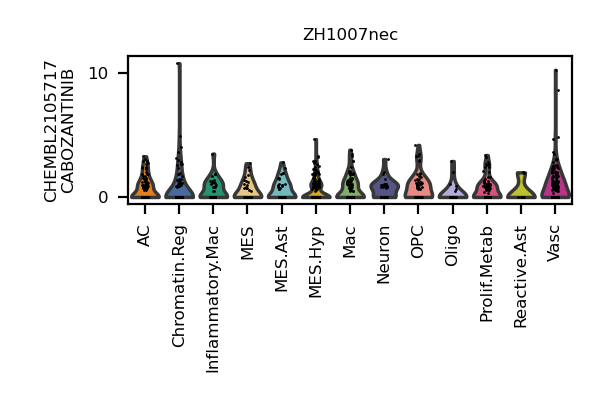 ZH1007nec
CHEMBL2105717
CABOZANTINIB
10
0
AC
Chromatin.Reg
Inflammatory.Mac
MES
MES.Ast
MES.Hyp
Mac
Neuron
OPC
Oligo
Prolif.Metab
Reactive.Ast
Vasc